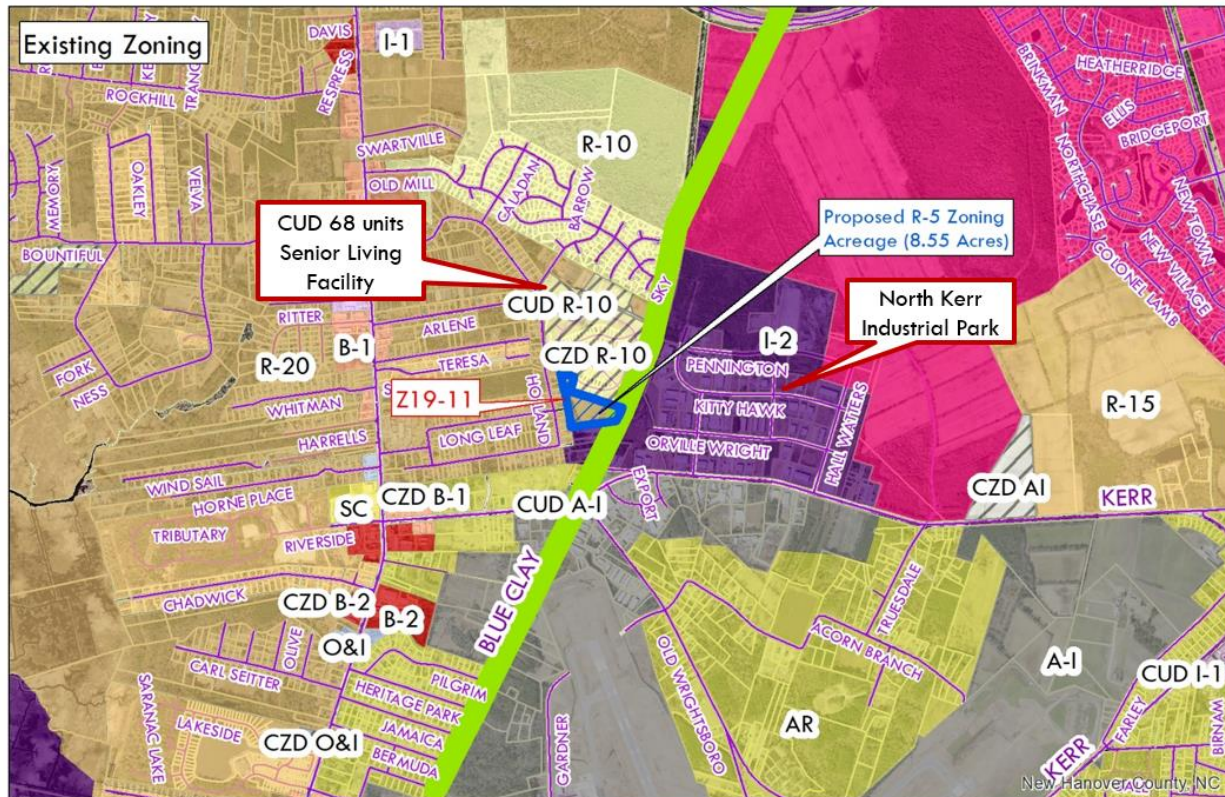 Existing Zoning
DAVIS
I-1
RESPRESS
ROCKHILL
SWARTVILLE
OLD MILL
CALADAN
BARROW
R-10
MEMORY
OAKLEY
VELVA
BRINKMAN
HEATHERRIDGE
ELLIS
BRIDGEPORT
NORTHCHASE
NEW TOWN
NEW VILLAGE
COLONEL LAMB
Proposed R-5 Zoning
Acreage (8.55 Acres)
CUD 68 units
Senior Living
Facility
BOUNTIFUL
SKY
CUD R-10
North Kerr
Industrial Park
RITTER
ARLENE
B-1
I-2
R-20
TERESA
CZD R-10
PENNINGTON
FORK
NESS
WHITMAN
Z19-11
HOLLAND
KITTY HAWK
R-15
HARRELLS
LONG LEAF
ORVILLE WRIGHT
HALL WATTERS
WIND SAIL
HORNE PLACE
EXPORT
CZD AI
KERR
SC
CZD B-1
CUD A-I
TRIBUTARY
RIVERSIDE
CHADWICK
BLUE CLAY
CZD B-2
B-2
TRUESDALE
O&I
OLIVE
ACORN BRANCH
CARL SEITTER
PILGRIM
OLD WRIGHTSBORO
A-I
CUD I-1
SARANAC LAKE
HERITAGE PARK
GARDNER
FARLEY
BIRNAM
LAKESIDE
JAMAICA
AR
CZD O&I
BERMUDA
KERR
New Hanover County, NC